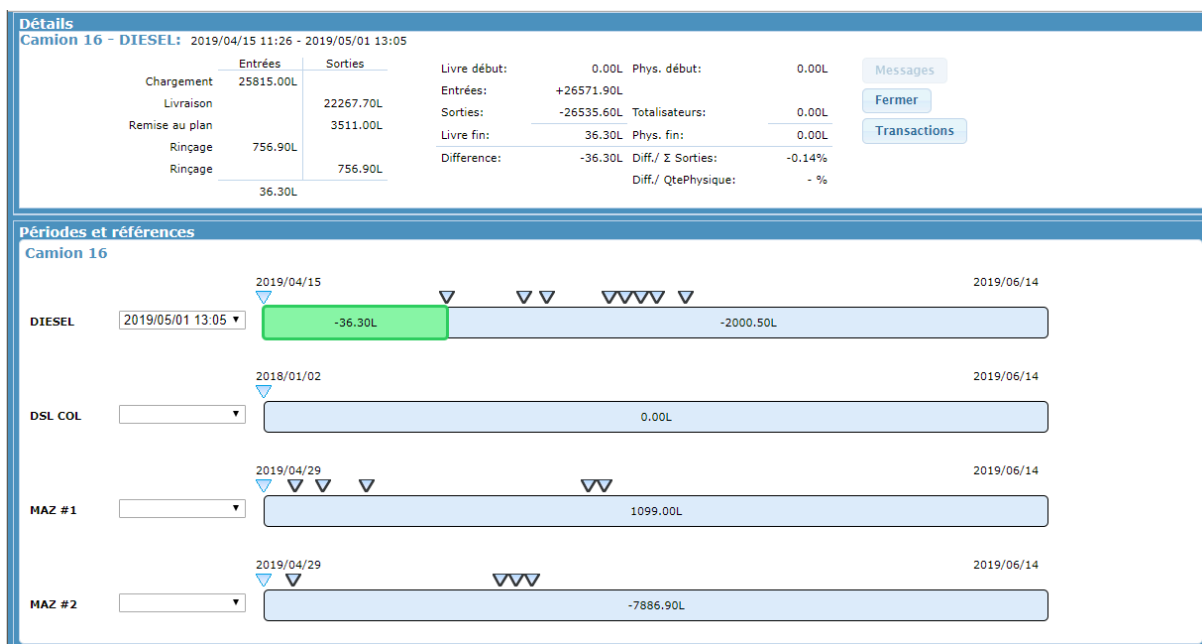 Détails
Camion 16 - DIESEL: 2019/04/15 11:26 - 2019/05/01 13:05
Entrées Sorties
Chargement 25815.00L
Livraison 22267.70L
Remise au plan 3511.00L
Rinçage 756.90L
Rinçage 756.90L
36.30L
Livre début: 0.00L Phys. début: 0.00L
Entrées: +26571.90L
Sorties: -26535.60L Totalisateurs: 0.00L
Livre fin: 36.30L Phys. fin: 0.00L
Difference: -36.30L Diff./ Σ Sorties: -0.14%
Diff./ QtePhysique: - %
Messages
Fermer
Transactions
Périodes et références
Camion 16
2019/04/15 2019/06/14
DIESEL 2019/05/01 13:05 -36.30L -2000.50L
2018/01/02 2019/06/14
DSL COL 0.00L
2019/04/29 2019/06/14
MAZ #1 1099.00L
2019/04/29 2019/06/14
MAZ #2 -7886.90L